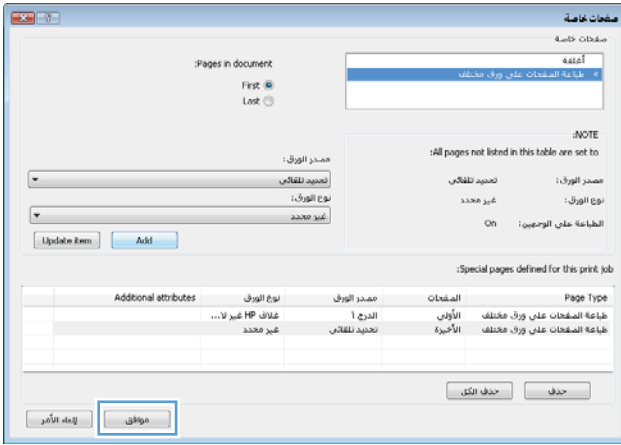 صفحات خاصة
صفحات خاصة
أغلفة
> طباعة الصفحات على ورق مختلف
Pages in document:
First
Last
NOTE:
All pages not listed in this table are set to:
مصدر الورق: تحديد تلقائي
نوع الورق: غير محدد
الطباعة على الوجهين: On
مصدر الورق:
تحديد تلقائي
نوع الورق:
غير محدد
Add
Update item
Special pages defined for this print job:
Page Type الصفحات مصدر الورق نوع الورق Additional attributes
طباعة الصفحات على ورق مختلف الأولى الدرج 1 غلاف HP غير لا...
طباعة الصفحات على ورق مختلف الأخيرة تحديد تلقائي غير محدد
حذف
حذف الكل
موافق
إلغاء الأمر